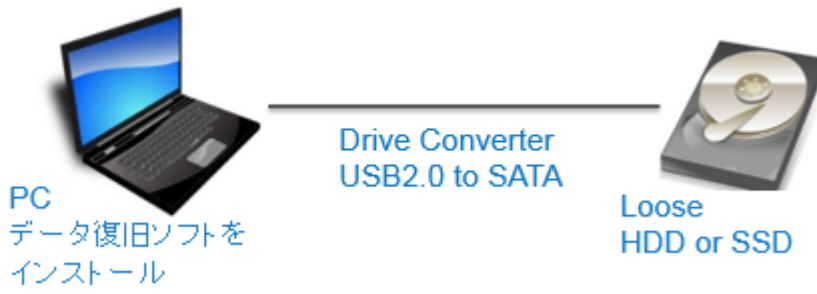 Drive Converter
USB2.0 to SATA
PC
データ復旧ソフトを
インストール
Loose
HDD or SSD